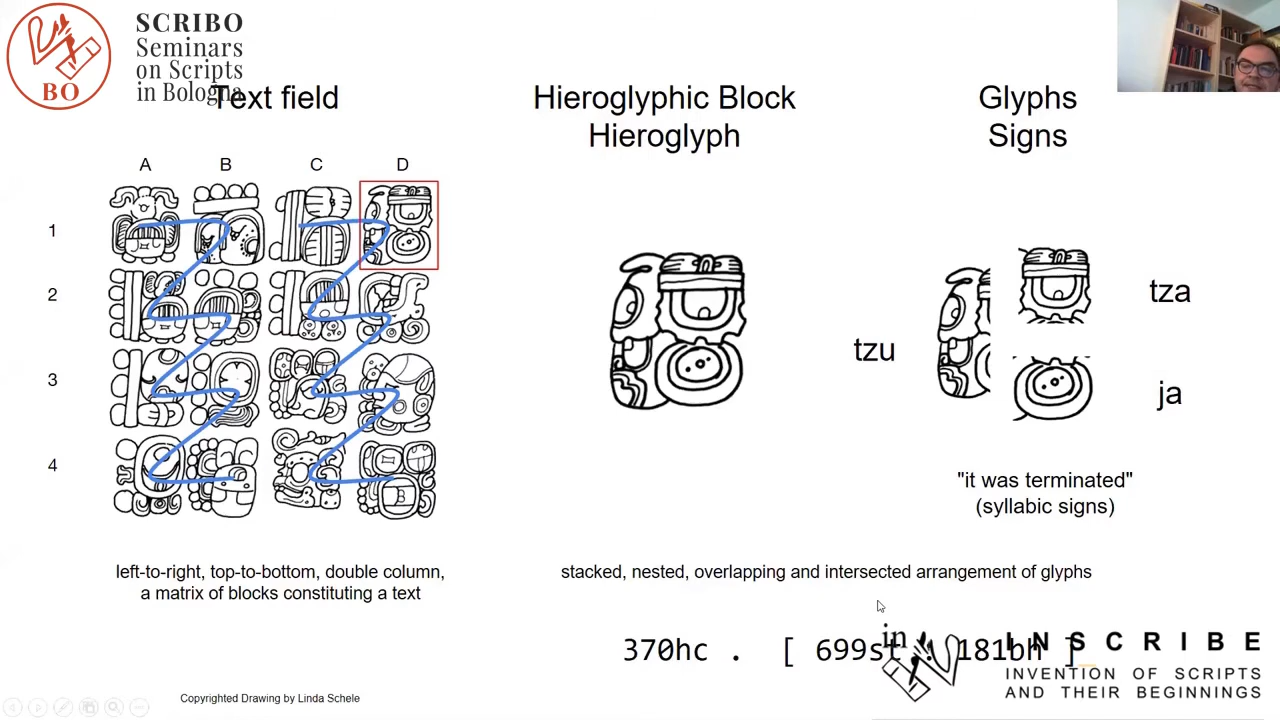 SCRIBO
Seminars
on Scripts
in Bologna
BO
Text field
Hieroglyphic Block
Hieroglyph
Glyphs
Signs
A B C D
1
2
3
4
tzu
tza
ja
"it was terminated"
(syllabic signs)
left-to-right, top-to-bottom, double column,
a matrix of blocks constituting a text
stacked, nested, overlapping and intersected arrangement of glyphs
370hc . [ 699st : 181bh ]
in
INSCRIBE
INVENTION OF SCRIPTS
AND THEIR BEGINNINGS
Copyrighted Drawing by Linda Schele